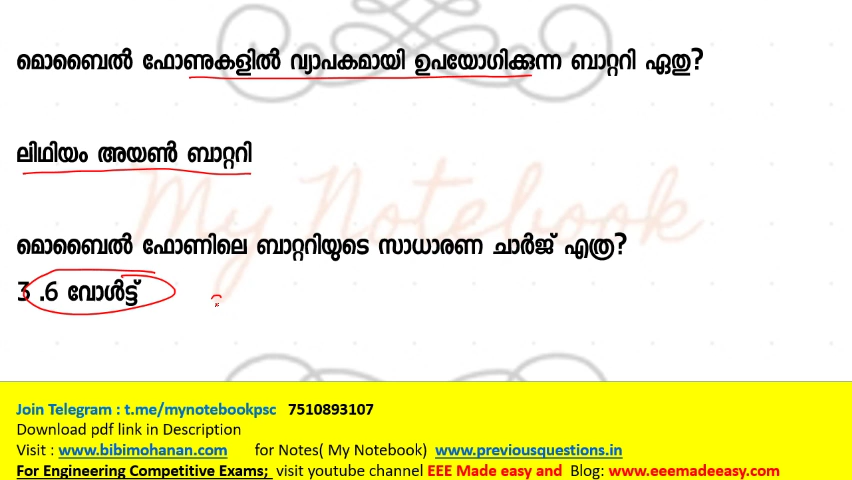 മൊബൈൽ ഫോണുകളിൽ വ്യാപകമായി ഉപയോഗിക്കുന്ന ബാറ്ററി ഏതു?
ലിഥിയം അയൺ ബാറ്ററി
My Notebook
മൊബൈൽ ഫോണിലെ ബാറ്ററിയുടെ സാധാരണ ചാർജ് എത്ര?
3 .6 വോൾട്ട്
Join Telegram : t.me/mynotebookpsc 7510893107
Download pdf link in Description
Visit : www.bibimohanan.com for Notes( My Notebook) www.previousquestions.in
For Engineering Competitive Exams; visit youtube channel EEE Made easy and Blog: www.eeemadeeasy.com